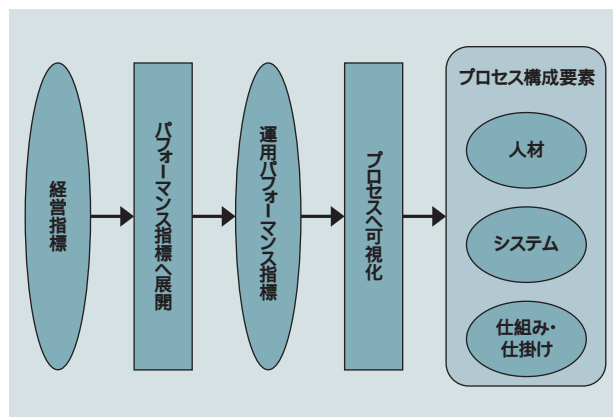 経営指標
パフォーマンス指標へ展開
運用パフォーマンス指標
プロセスへ可視化
プロセス構成要素
人材
システム
仕組み・
仕掛け